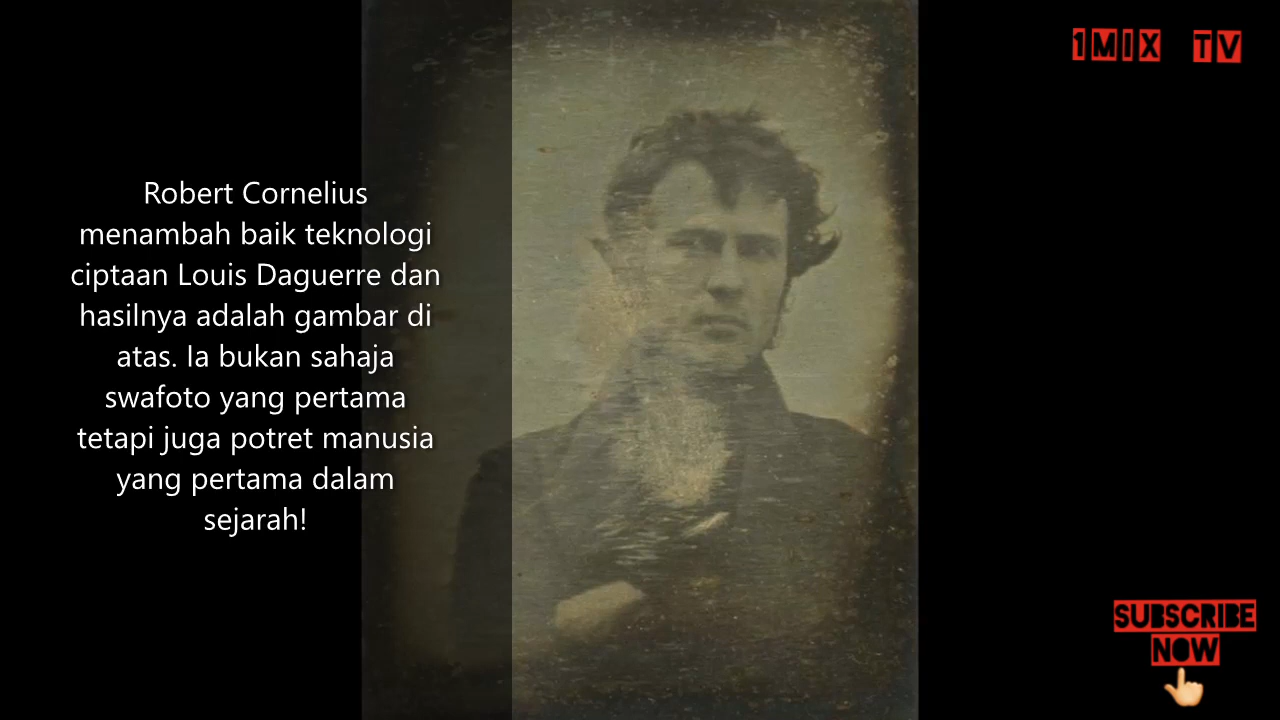 1MIX TV
Robert Cornelius
menambah baik teknologi
ciptaan Louis Daguerre dan
hasilnya adalah gambar di
atas. Ia bukan sahaja
swafoto yang pertama
tetapi juga potret manusia
yang pertama dalam
sejarah!
SUBSCRIBE
NOW